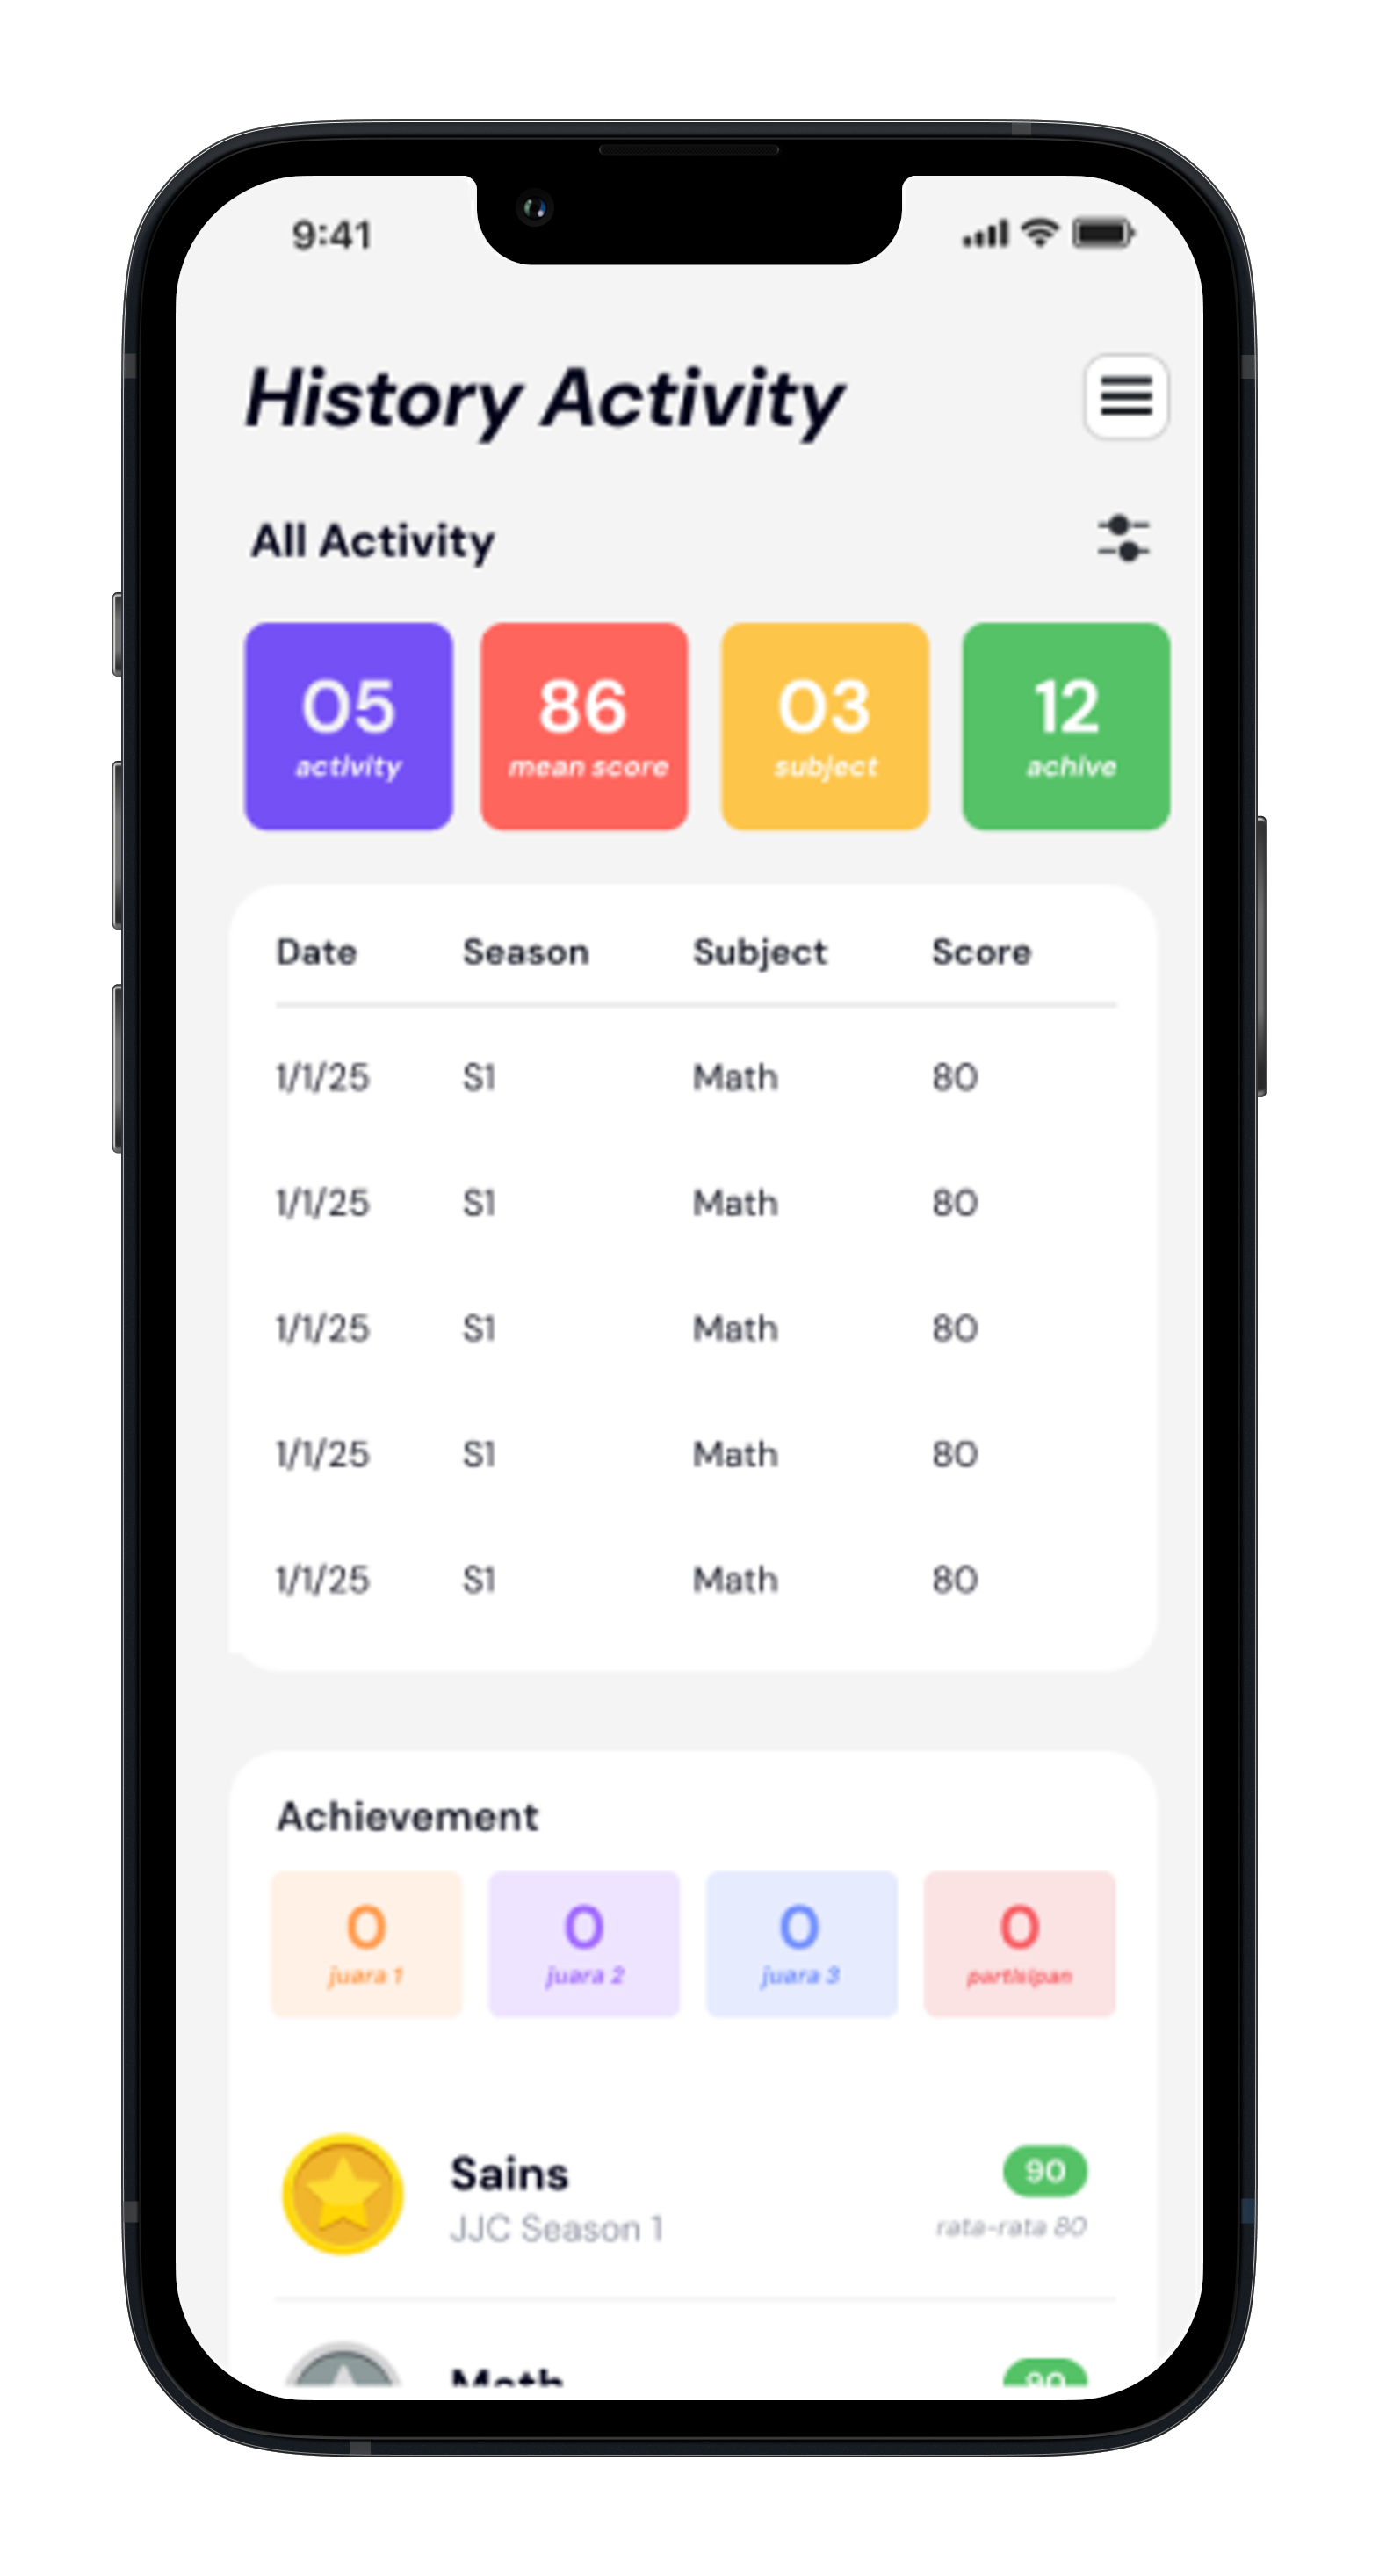 9:41
History Activity
All Activity
05 86 03 12
activity mean score subject achive
Date Season Subject Score
1/1/25 S1 Math 80
1/1/25 S1 Math 80
1/1/25 S1 Math 80
1/1/25 S1 Math 80
1/1/25 S1 Math 80
Achievement
0 0 0 0
juara 1 juara 2 juara 3 partisipan
Sains 90
JJC Season 1 rata-rata 80
Math 90